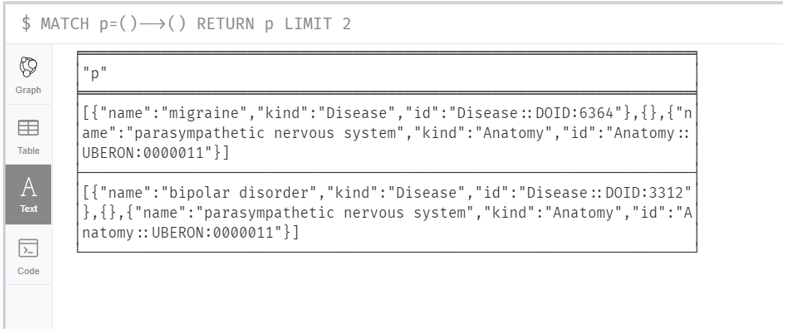 $ MATCH p=()-->() RETURN p LIMIT 2
Graph
Table
A
Text
Code
"p"
[{"name":"migraine","kind":"Disease","id":"Disease::DOID:6364"},{},{"n
ame":"parasympathetic nervous system","kind":"Anatomy","id":"Anatomy::
UBERON:0000011"}]
[{"name":"bipolar disorder","kind":"Disease","id":"Disease::DOID:3312"
},{},{"name":"parasympathetic nervous system","kind":"Anatomy","id":"A
natomy::UBERON:0000011"}]